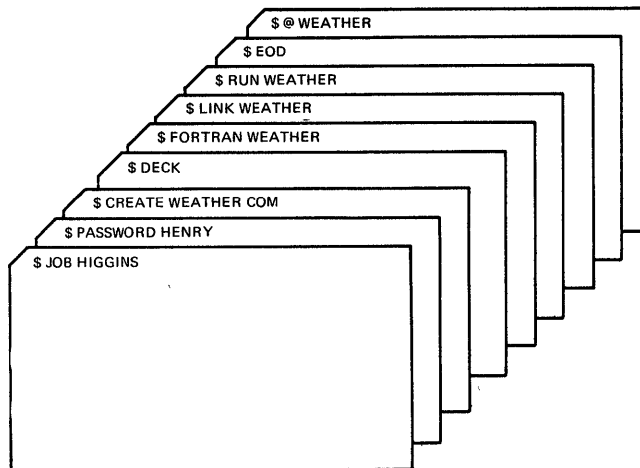 $ @ WEATHER
$ EOD
$ RUN WEATHER
$ LINK WEATHER
$ FORTRAN WEATHER
$ DECK
$ CREATE WEATHER COM
$ PASSWORD HENRY
$ JOB HIGGINS